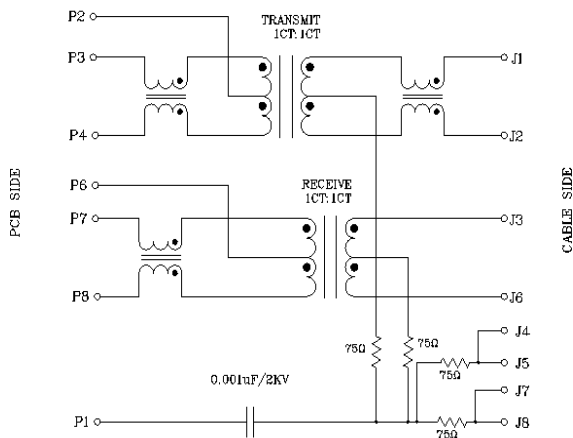 P2
TRANSMIT
1CT:1CT
P3
J1
P4
J2
PCB SIDE
CABLE SIDE
P6
RECEIVE
1CT:1CT
P7
J3
P8
J6
J4
75Ω
75Ω
J5
75Ω
0.001uF/2KV
J7
P1
J8
75Ω